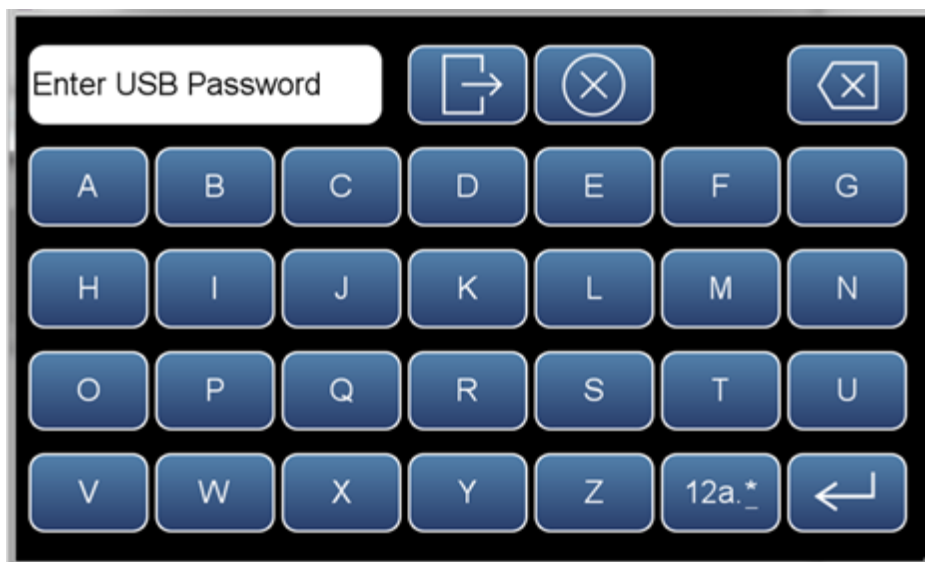 Enter USB Password
A B C D E F G
H I J K L M N
O P Q R S T U
V W X Y Z 12a.*_